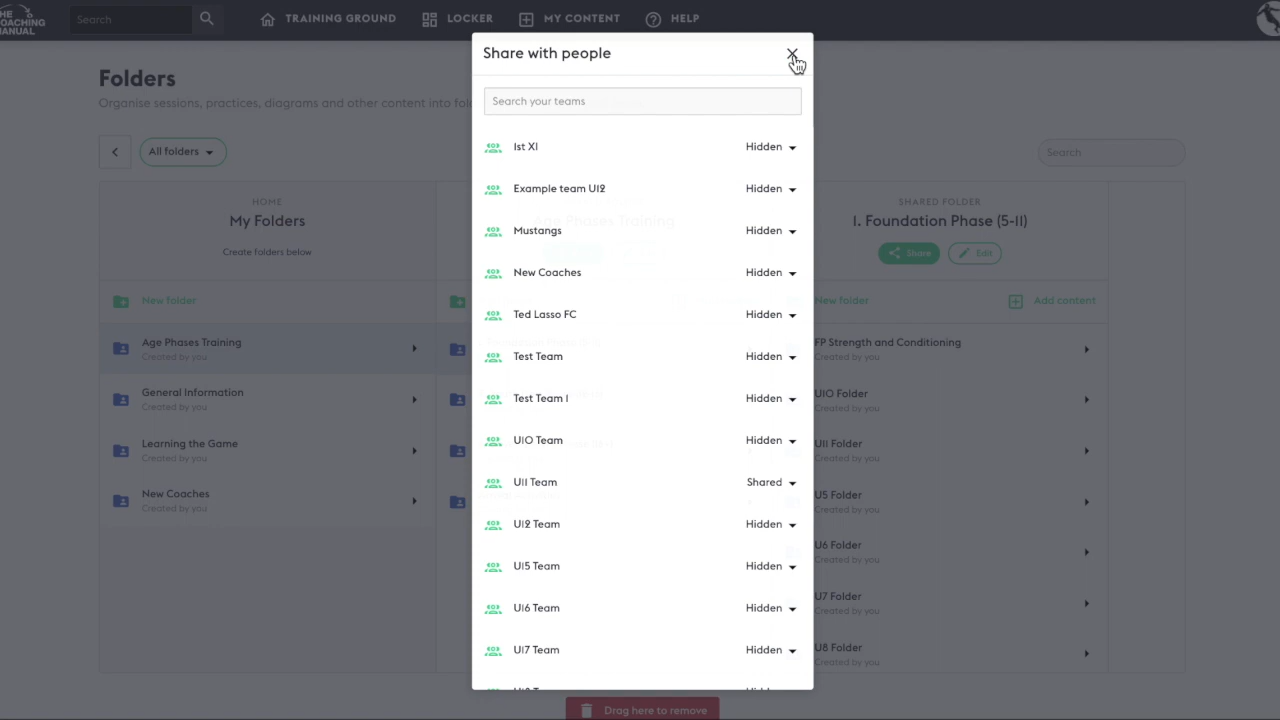 THE
COACHING
MANUAL
Search
TRAINING GROUND
LOCKER
MY CONTENT
HELP
Share with people
Search your teams
1st XI Hidden
Example team U12 Hidden
Mustangs Hidden
New Coaches Hidden
Ted Lasso FC Hidden
Test Team Hidden
Test Team 1 Hidden
U10 Team Hidden
U11 Team Shared
U12 Team Hidden
U15 Team Hidden
U16 Team Hidden
U17 Team Hidden
Folders
Organise sessions, practices, diagrams and other content into
All folders
Search
HOME
My Folders
Create folders below
New folder
Age Phases Training
Created by you
General Information
Created by you
Learning the Game
Created by you
New Coaches
Created by you
Age Phases Training
SHARED FOLDER
1. Foundation Phase (5-11)
Share
Edit
New folder
Add content
FP Strength and Conditioning
Created by you
U10 Folder
Created by you
U11 Folder
Created by you
U5 Folder
Created by you
U6 Folder
Created by you
U7 Folder
Created by you
U8 Folder
Created by you
Drag here to remove